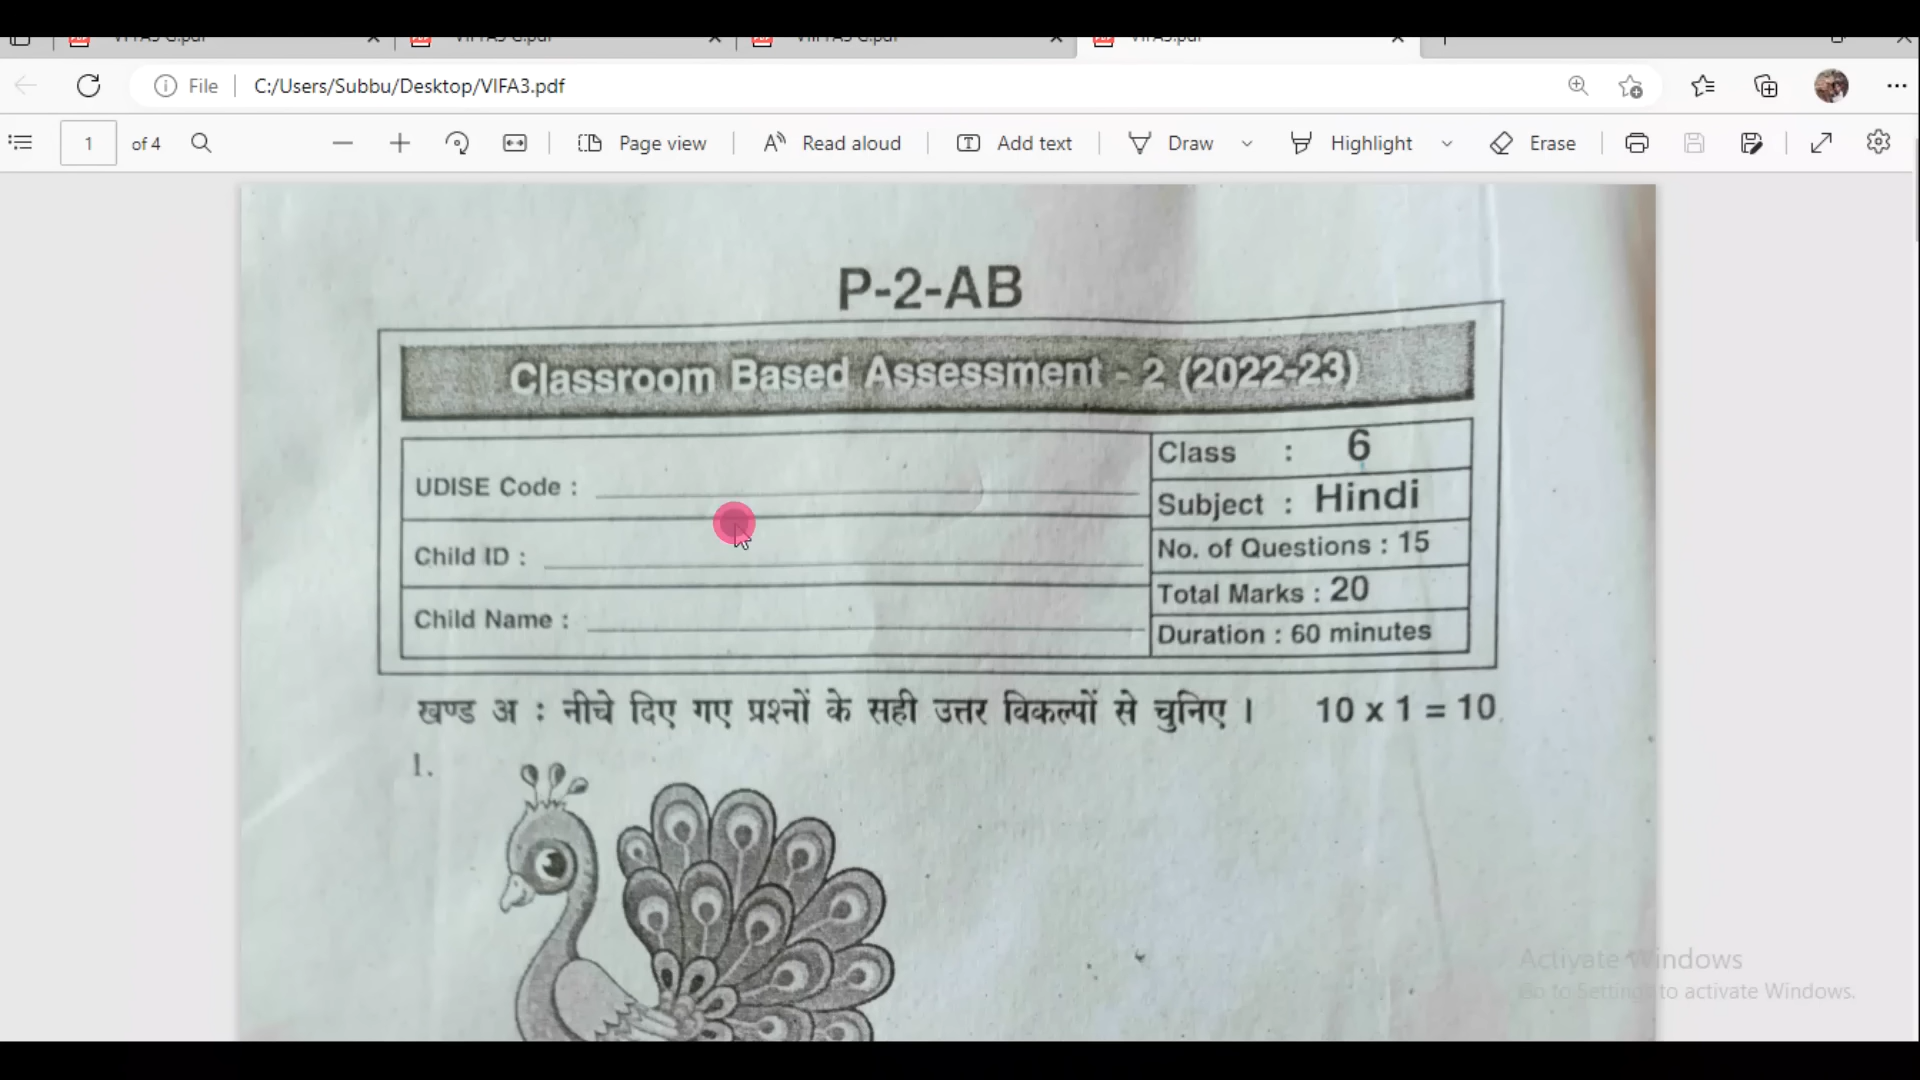 File C:/Users/Subbu/Desktop/VIFA3.pdf
1 of 4 Page view Read aloud Add text Draw Highlight Erase
P-2-AB
Classroom Based Assessment - 2 (2022-23)
UDISE Code :
Child ID :
Child Name :
Class : 6
Subject : Hindi
No. of Questions : 15
Total Marks : 20
Duration : 60 minutes
खण्ड अ : नीचे दिए गए प्रश्नों के सही उत्तर विकल्पों से चुनिए । 10 x 1 = 10
1.
Activate Windows
Go to Settings to activate Windows.